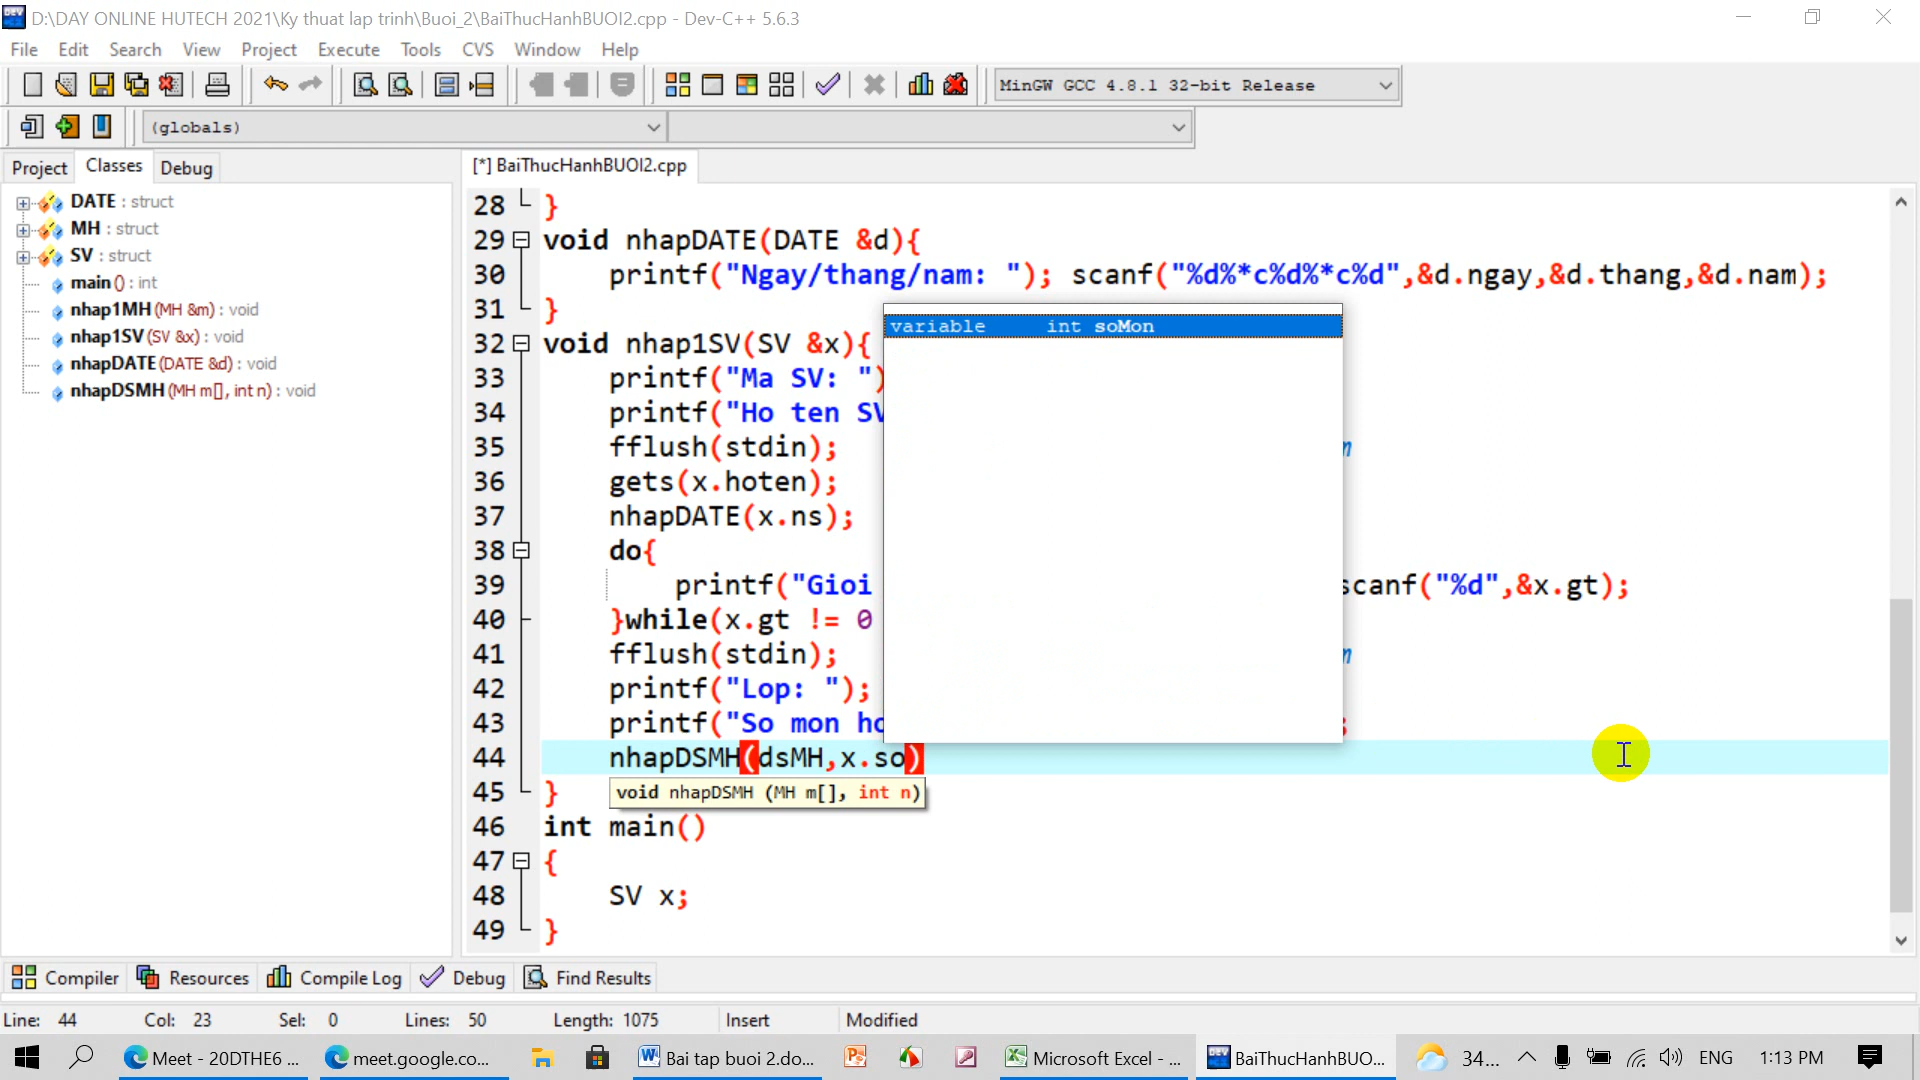 D:\DAY ONLINE HUTECH 2021\Ky thuat lap trinh\Buoi_2\BaiThucHanhBUOI2.cpp - Dev-C++ 5.6.3
File Edit Search View Project Execute Tools CVS Window Help
MinGW GCC 4.8.1 32-bit Release
(globals)
Project Classes Debug
[*] BaiThucHanhBUOI2.cpp
DATE : struct
MH : struct
SV : struct
main () : int
nhap1MH (MH &m) : void
nhap1SV (SV &x) : void
nhapDATE (DATE &d) : void
nhapDSMH (MH m[], int n) : void
28 }
29 void nhapDATE(DATE &d){
30 printf("Ngay/thang/nam: "); scanf("%d%*c%d%*c%d",&d.ngay,&d.thang,&d.nam);
31 }
variable int soMon
32 void nhap1SV(SV &x){
33 printf("Ma SV: ")
34 printf("Ho ten SV
35 fflush(stdin);
36 gets(x.hoten);
37 nhapDATE(x.ns);
38 do{
39 printf("Gioi scanf("%d",&x.gt);
40 }while(x.gt != 0
41 fflush(stdin);
42 printf("Lop: ");
43 printf("So mon ho ;
44 nhapDSMH(dsMH,x.so)
45 }
void nhapDSMH (MH m[], int n)
46 int main()
47 {
48 SV x;
49 }
Compiler Resources Compile Log Debug Find Results
Line: 44 Col: 23 Sel: 0 Lines: 50 Length: 1075 Insert Modified
Meet - 20DTHE6 ... meet.google.co... Bai tap buoi 2.do... Microsoft Excel - ... DEV BaiThucHanhBUO... 34... ENG 1:13 PM